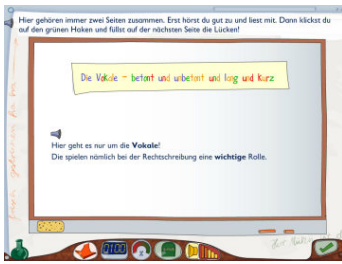 Hier gehören immer zwei Seiten zusammen. Erst hörst du gut zu und liest mit. Dann klickst du
auf den grünen Haken und füllst auf der nächsten Seite die Lücken!
Die Vokale - betont und unbetont und lang und kurz
Hier geht es nur um die Vokale!
Die spielen nämlich bei der Rechtschreibung eine wichtige Rolle.